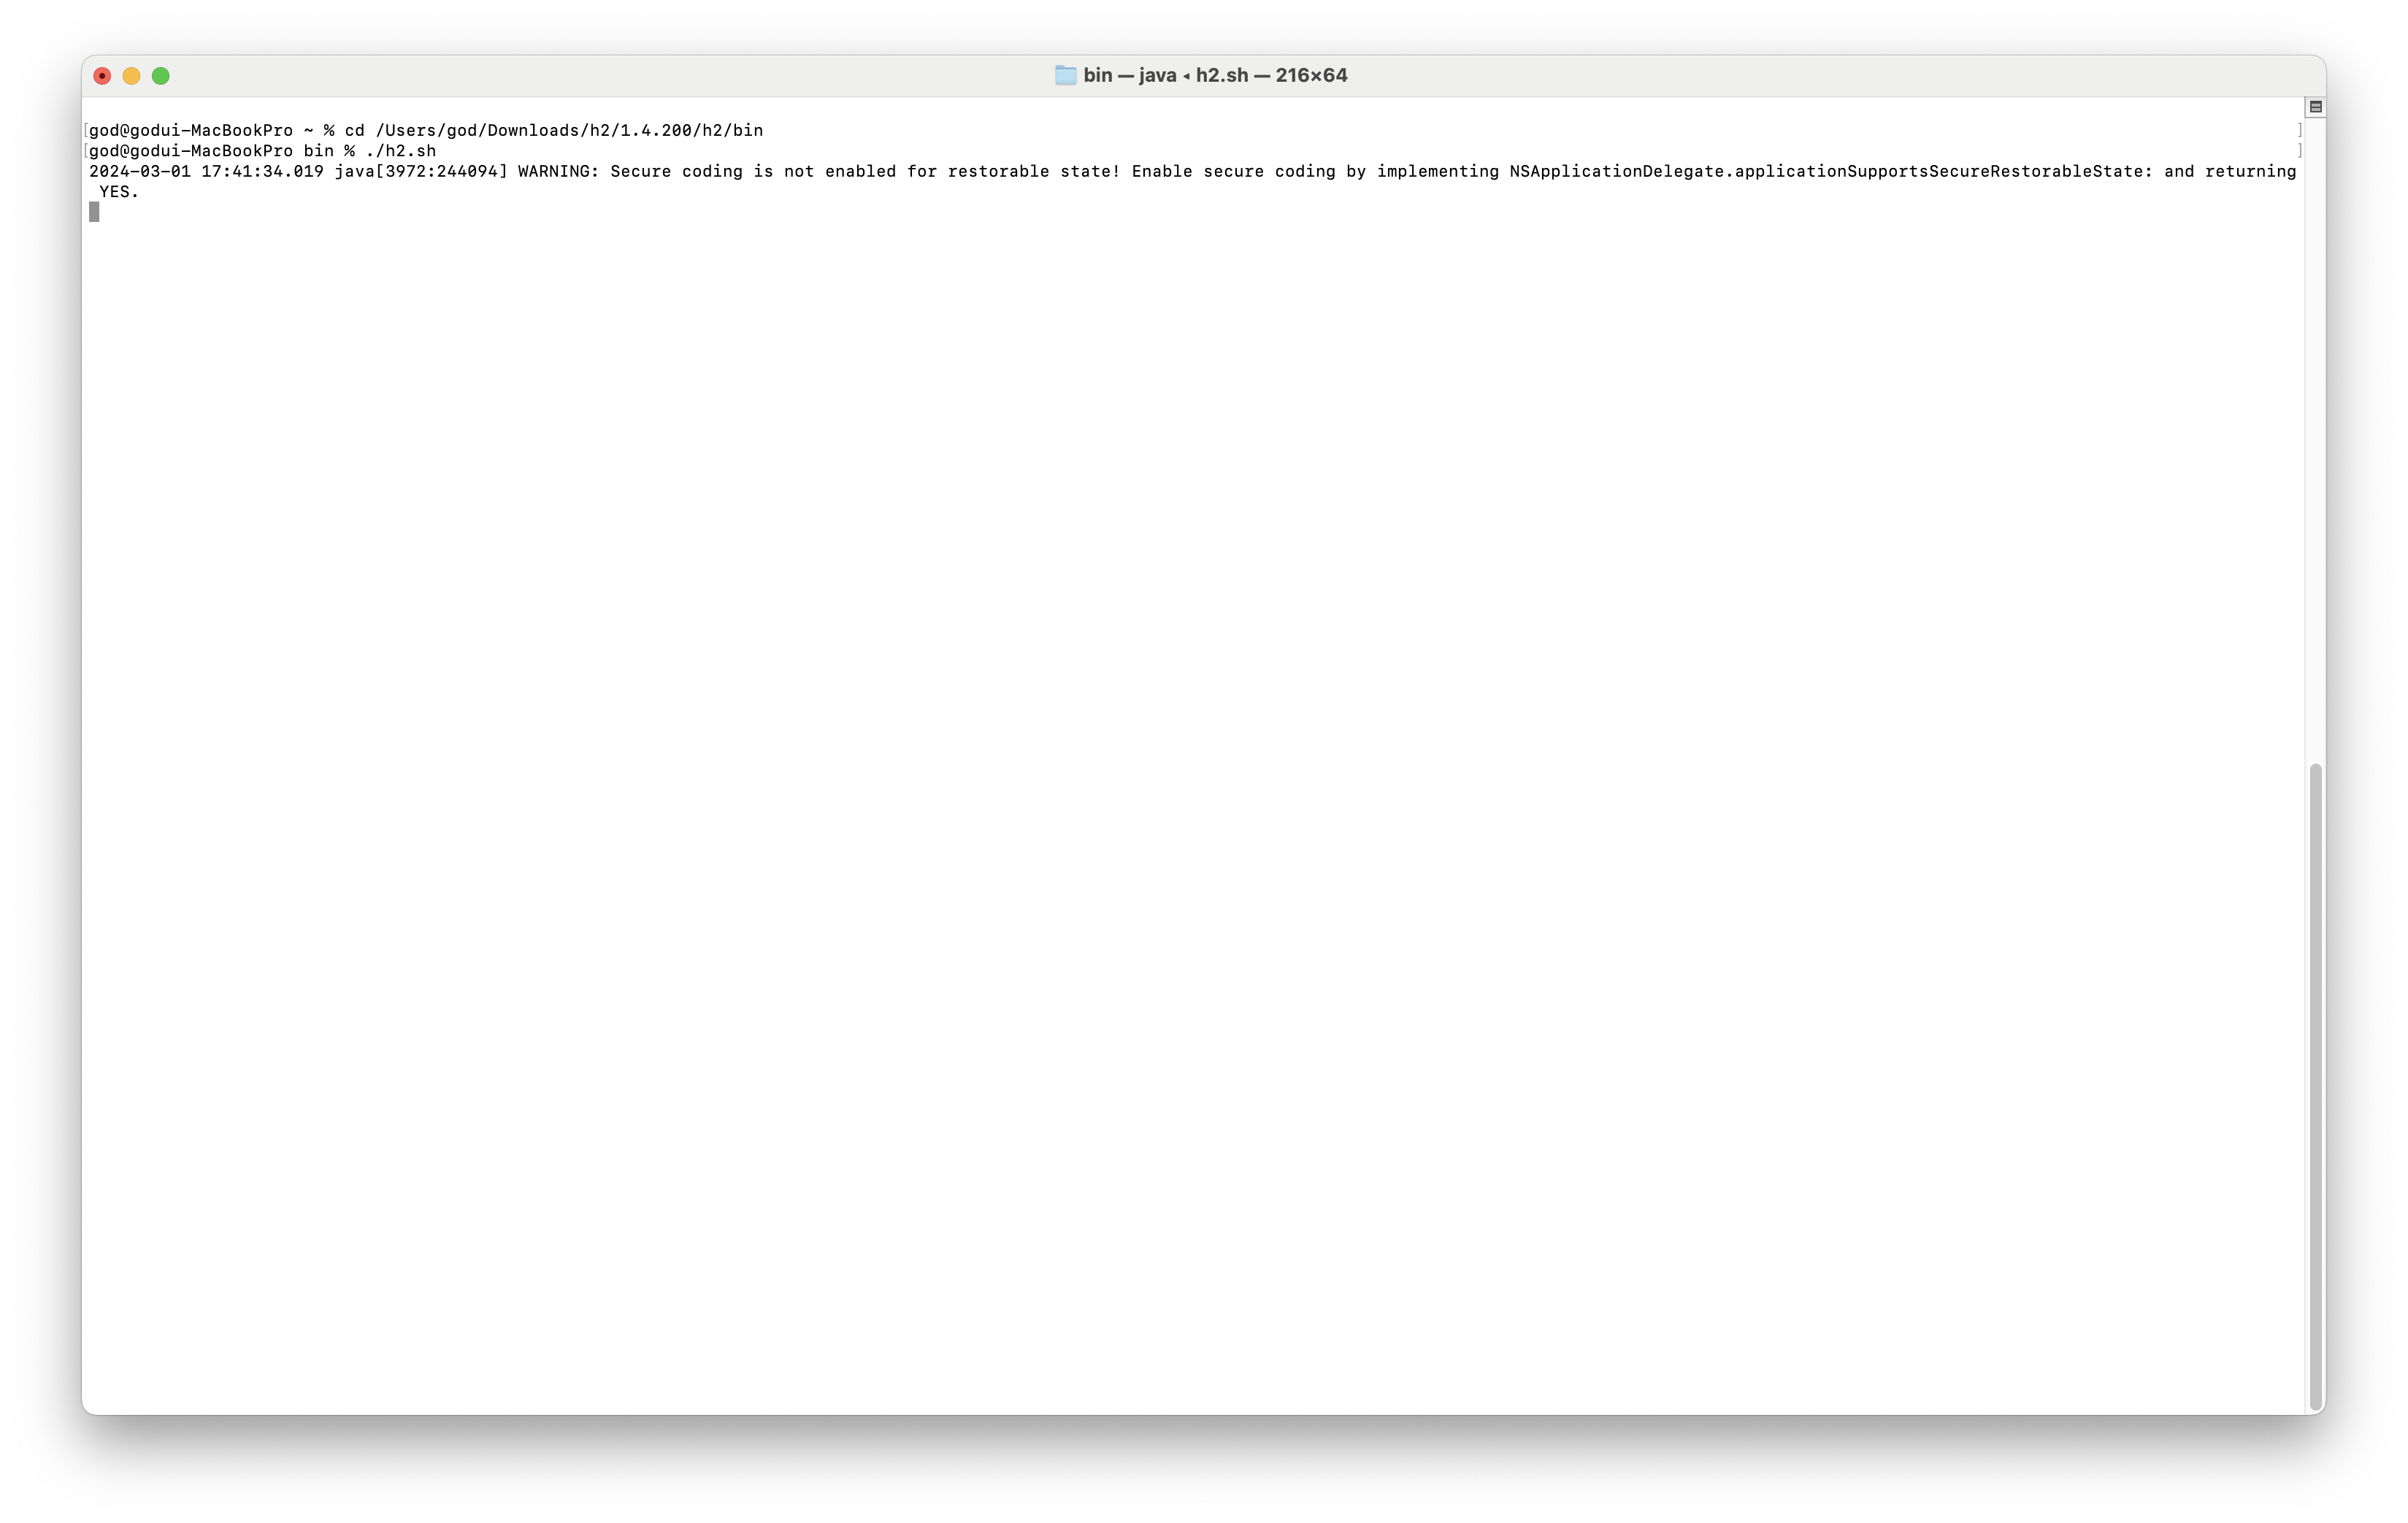 bin — java ◂ h2.sh — 216×64
[god@godui-MacBookPro ~ % cd /Users/god/Downloads/h2/1.4.200/h2/bin ]
[god@godui-MacBookPro bin % ./h2.sh ]
2024-03-01 17:41:34.019 java[3972:244094] WARNING: Secure coding is not enabled for restorable state! Enable secure coding by implementing NSApplicationDelegate.applicationSupportsSecureRestorableState: and returning
YES.